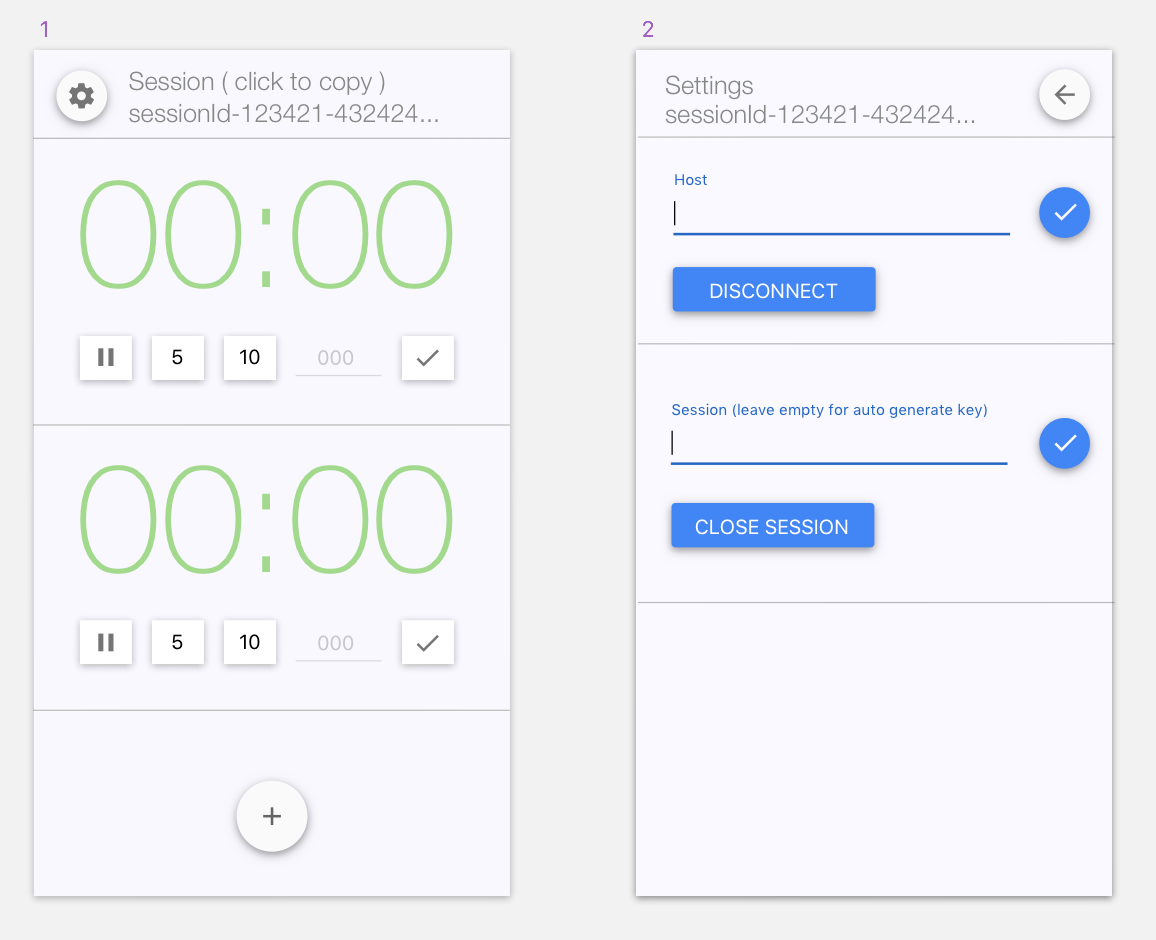 1
Session ( click to copy )
sessionId-123421-432424...
00:00
5 10 000
00:00
5 10 000
+
2
Settings
sessionId-123421-432424...
Host
DISCONNECT
Session (leave empty for auto generate key)
CLOSE SESSION